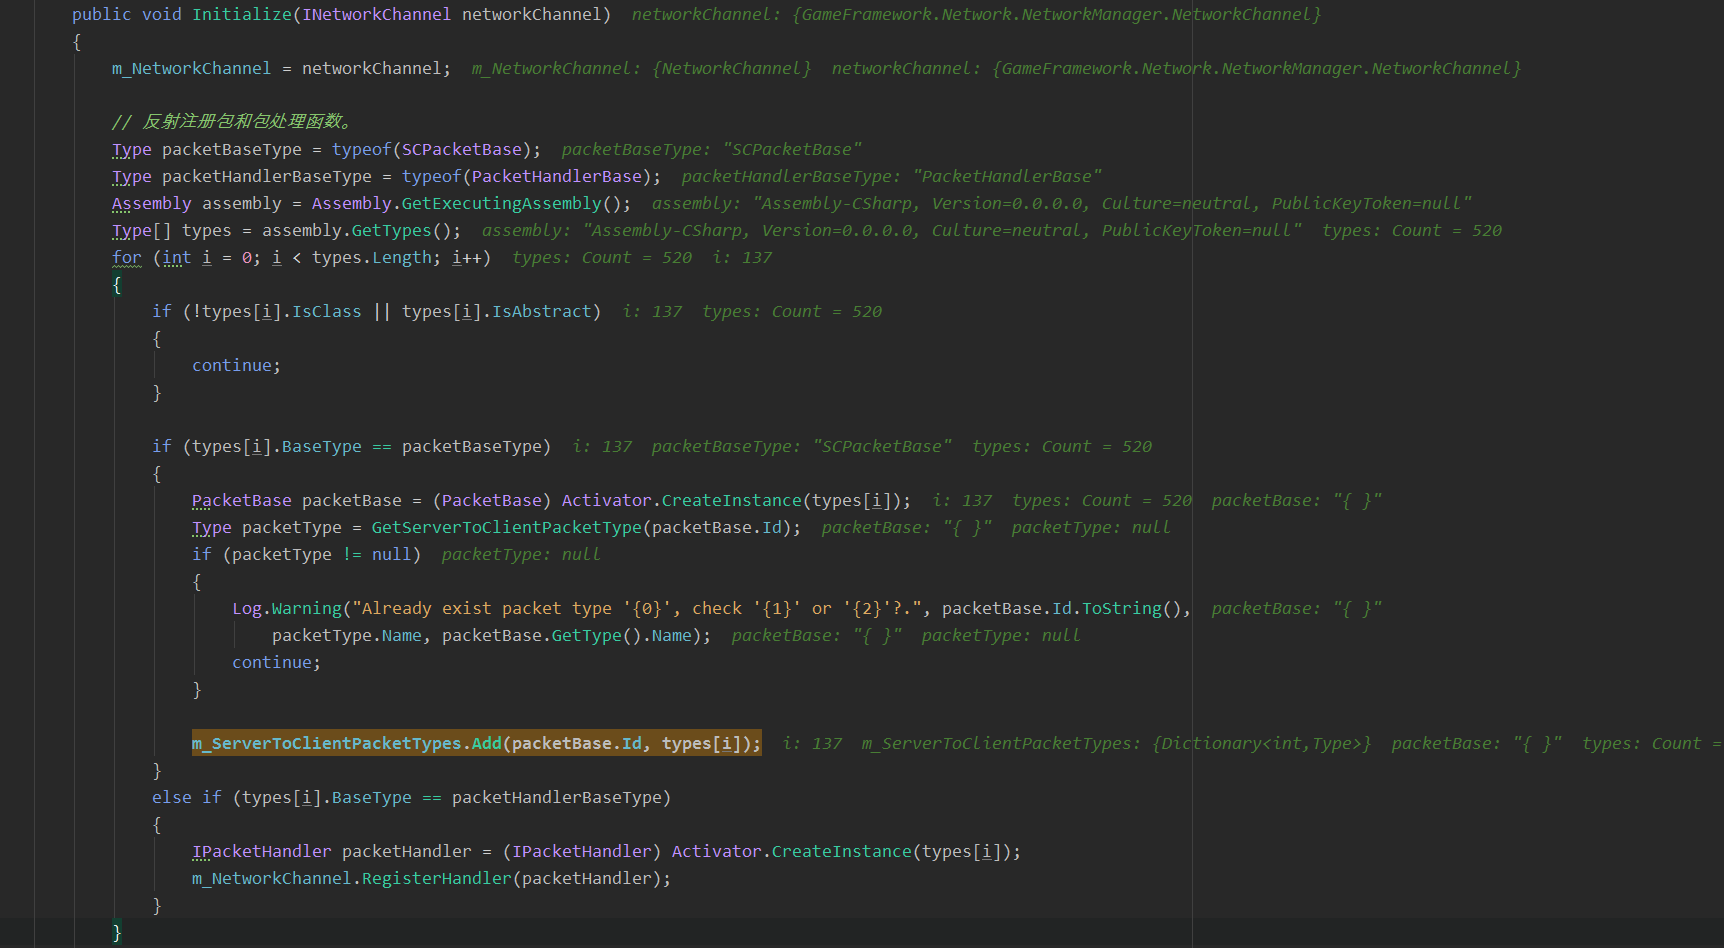 public void Initialize(INetworkChannel networkChannel)  networkChannel: {GameFramework.Network.NetworkManager.NetworkChannel}
{
m_NetworkChannel = networkChannel;  m_NetworkChannel: {NetworkChannel}  networkChannel: {GameFramework.Network.NetworkManager.NetworkChannel}
// 反射注册包和包处理函数。
Type packetBaseType = typeof(SCPacketBase);  packetBaseType: "SCPacketBase"
Type packetHandlerBaseType = typeof(PacketHandlerBase);  packetHandlerBaseType: "PacketHandlerBase"
Assembly assembly = Assembly.GetExecutingAssembly();  assembly: "Assembly-CSharp, Version=0.0.0.0, Culture=neutral, PublicKeyToken=null"
Type[] types = assembly.GetTypes();  assembly: "Assembly-CSharp, Version=0.0.0.0, Culture=neutral, PublicKeyToken=null"  types: Count = 520
for (int i = 0; i < types.Length; i++)  types: Count = 520  i: 137
{
if (!types[i].IsClass || types[i].IsAbstract)  i: 137  types: Count = 520
{
continue;
}
if (types[i].BaseType == packetBaseType)  i: 137  packetBaseType: "SCPacketBase"  types: Count = 520
{
PacketBase packetBase = (PacketBase) Activator.CreateInstance(types[i]);  i: 137  types: Count = 520  packetBase: "{ }"
Type packetType = GetServerToClientPacketType(packetBase.Id);  packetBase: "{ }"  packetType: null
if (packetType != null)  packetType: null
{
Log.Warning("Already exist packet type '{0}', check '{1}' or '{2}'?.", packetBase.Id.ToString(),  packetBase: "{ }"
packetType.Name, packetBase.GetType().Name);  packetBase: "{ }"  packetType: null
continue;
}
m_ServerToClientPacketTypes.Add(packetBase.Id, types[i]);  i: 137  m_ServerToClientPacketTypes: {Dictionary<int,Type>}  packetBase: "{ }"  types: Count =
}
else if (types[i].BaseType == packetHandlerBaseType)
{
IPacketHandler packetHandler = (IPacketHandler) Activator.CreateInstance(types[i]);
m_NetworkChannel.RegisterHandler(packetHandler);
}
}